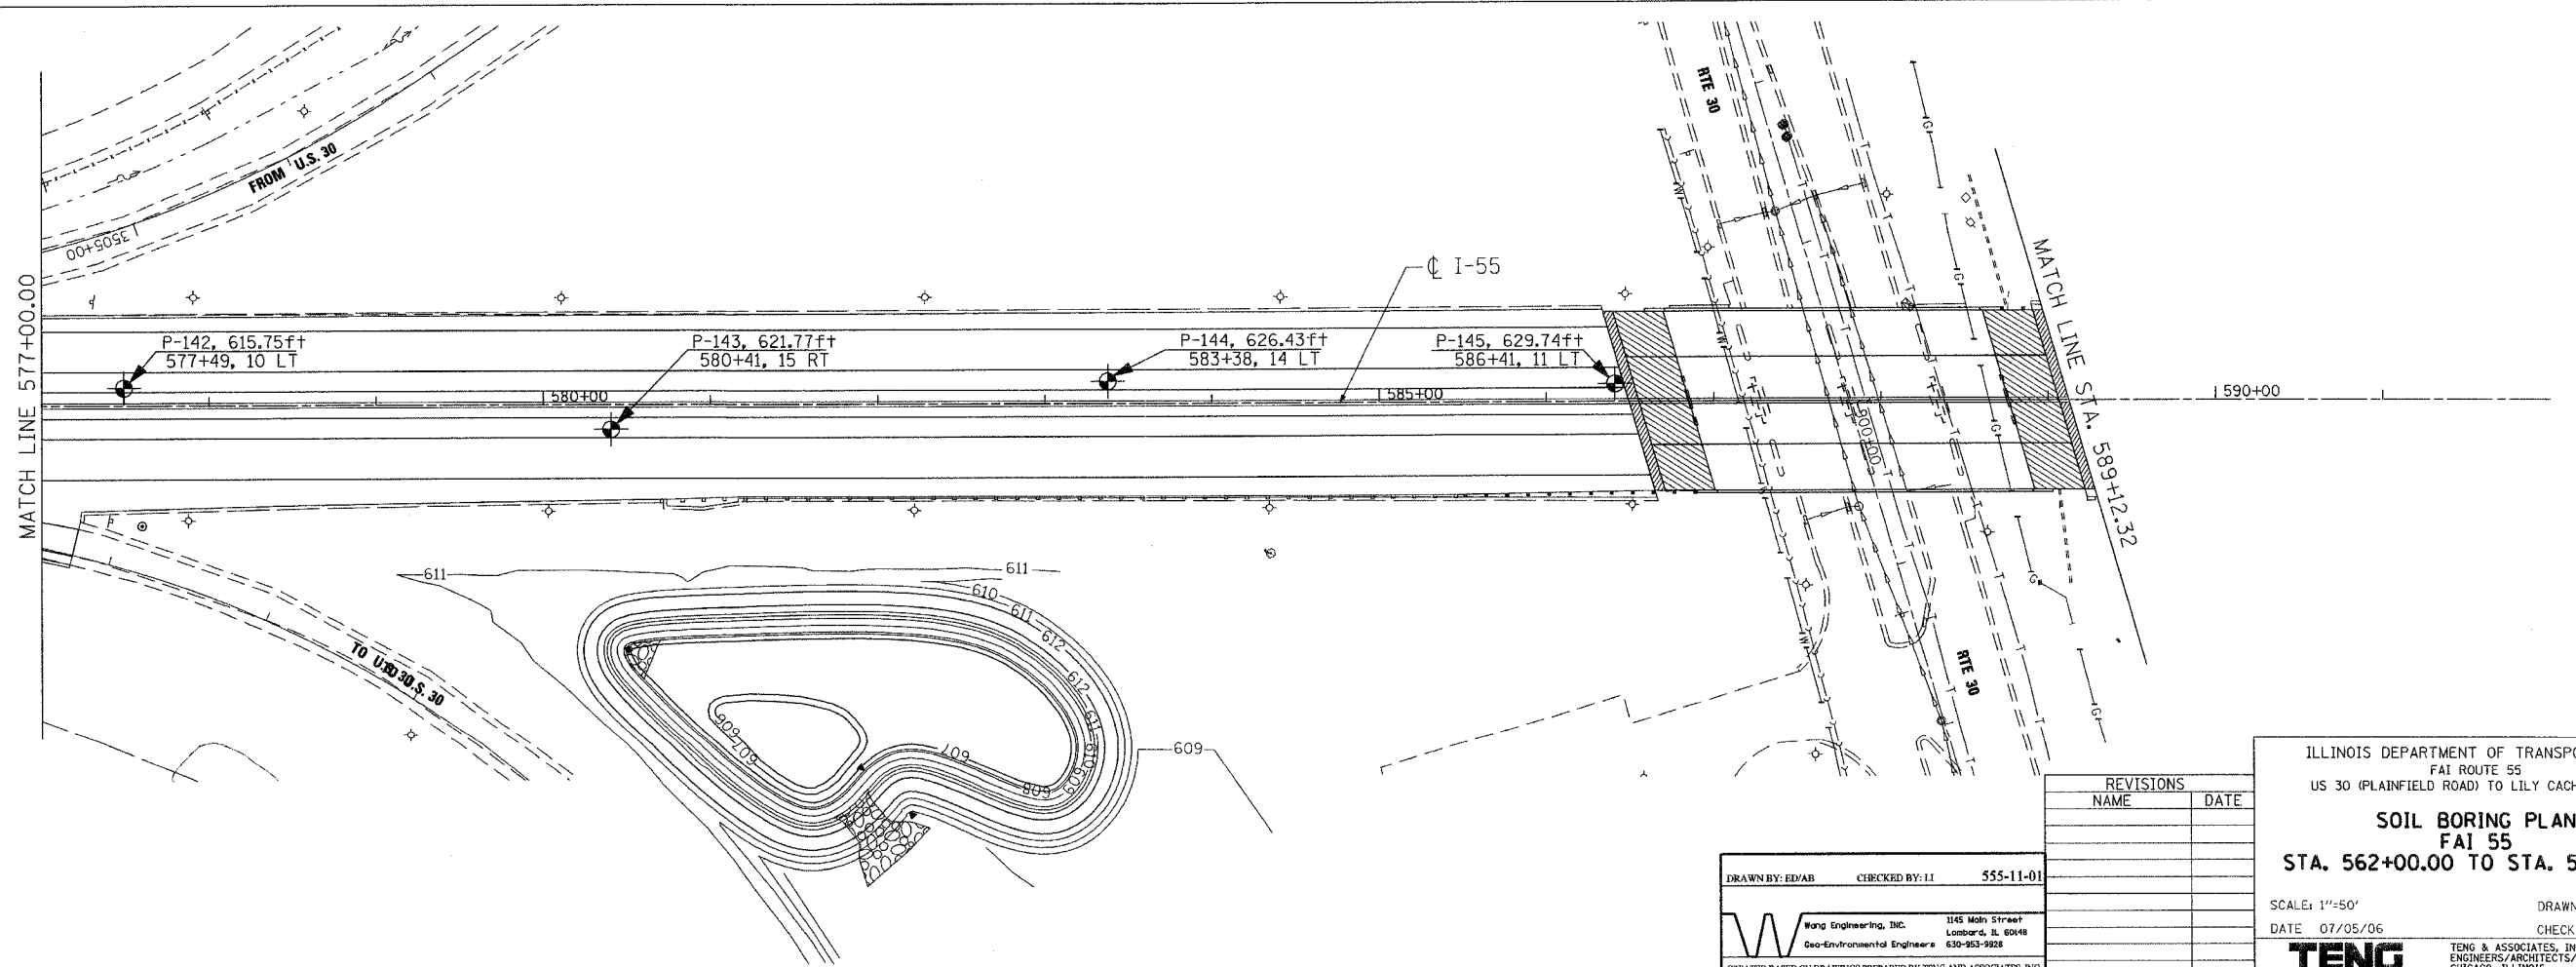 RTE 30
FROM U.S. 30
3505+00
MATCH LINE 577+00.00
℄ I-55
P-142, 615.75ft
577+49, 10 LT
P-143, 621.77ft
580+41, 15 RT
P-144, 626.43ft
583+38, 14 LT
P-145, 629.74ft
586+41, 11 LT
580+00
585+00
590+00
900+00
MATCH LINE STA. 589+12.32
611
611
610
611
612
612
611
610
609
608
607
607
606
609
TO U.S. 30
RTE 30
G
G
G
G
G
G
G
W
W
W
W
T
T
REVISIONS
NAME DATE
ILLINOIS DEPARTMENT OF TRANSPO
FAI ROUTE 55
US 30 (PLAINFIELD ROAD) TO LILY CACH
SOIL BORING PLAN
FAI 55
STA. 562+00.00 TO STA. 5
SCALE: 1"=50' DRAWN
DATE 07/05/06 CHECK
DRAWN BY: ED/AB CHECKED BY: LI 555-11-01
Wang Engineering, INC.
Geo-Environmental Engineers
1145 Main Street
Lombard, IL 60148
630-953-9928
TENG
TENG & ASSOCIATES, IN
ENGINEERS/ARCHITECTS/